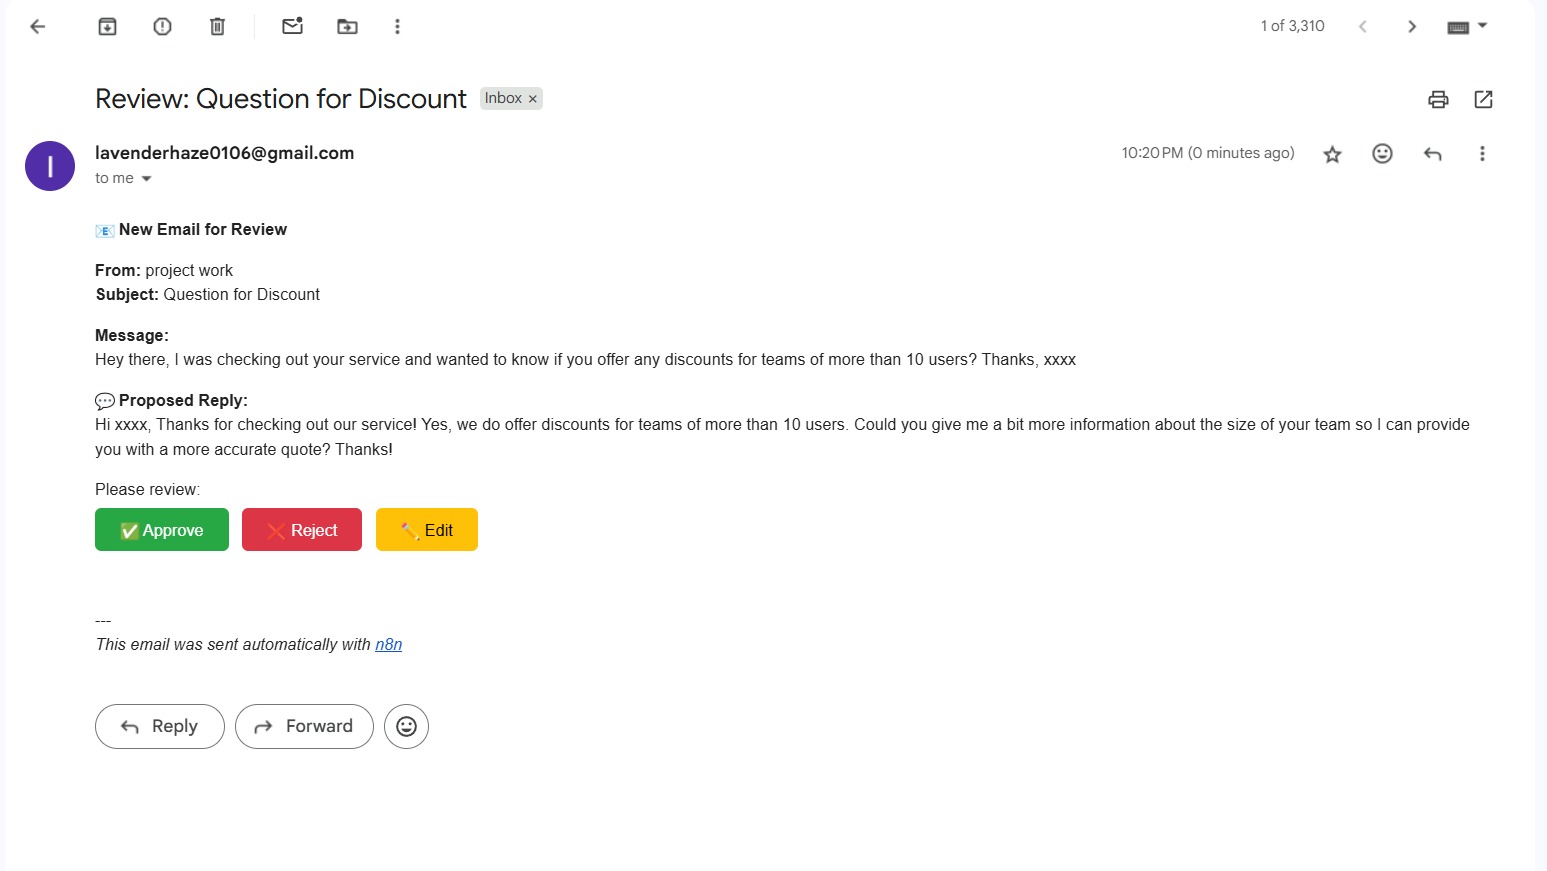 1 of 3,310
Review: Question for Discount Inbox ×
l
lavenderhaze0106@gmail.com
10:20 PM (0 minutes ago)
to me
📧 New Email for Review
From: project work
Subject: Question for Discount
Message:
Hey there, I was checking out your service and wanted to know if you offer any discounts for teams of more than 10 users? Thanks, xxxx
💬 Proposed Reply:
Hi xxxx, Thanks for checking out our service! Yes, we do offer discounts for teams of more than 10 users. Could you give me a bit more information about the size of your team so I can provide
you with a more accurate quote? Thanks!
Please review:
✅ Approve ❌ Reject ✏️ Edit
---
This email was sent automatically with n8n
Reply Forward